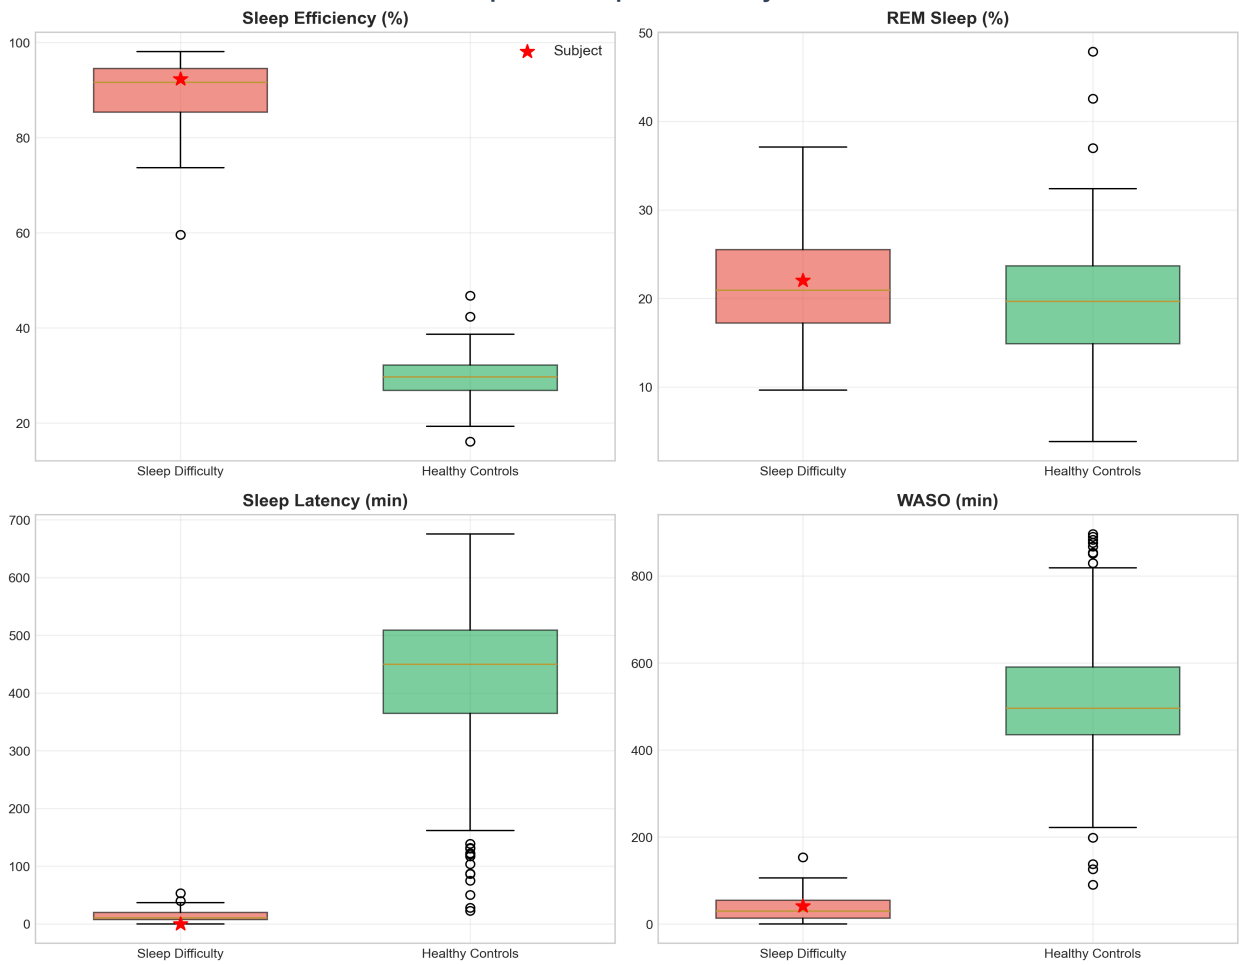 Sleep Efficiency (%)
100
80
60
40
20
Subject
Sleep Difficulty
Healthy Controls
REM Sleep (%)
50
40
30
20
10
Sleep Difficulty
Healthy Controls
Sleep Latency (min)
700
600
500
400
300
200
100
0
Sleep Difficulty
Healthy Controls
WASO (min)
800
600
400
200
0
Sleep Difficulty
Healthy Controls